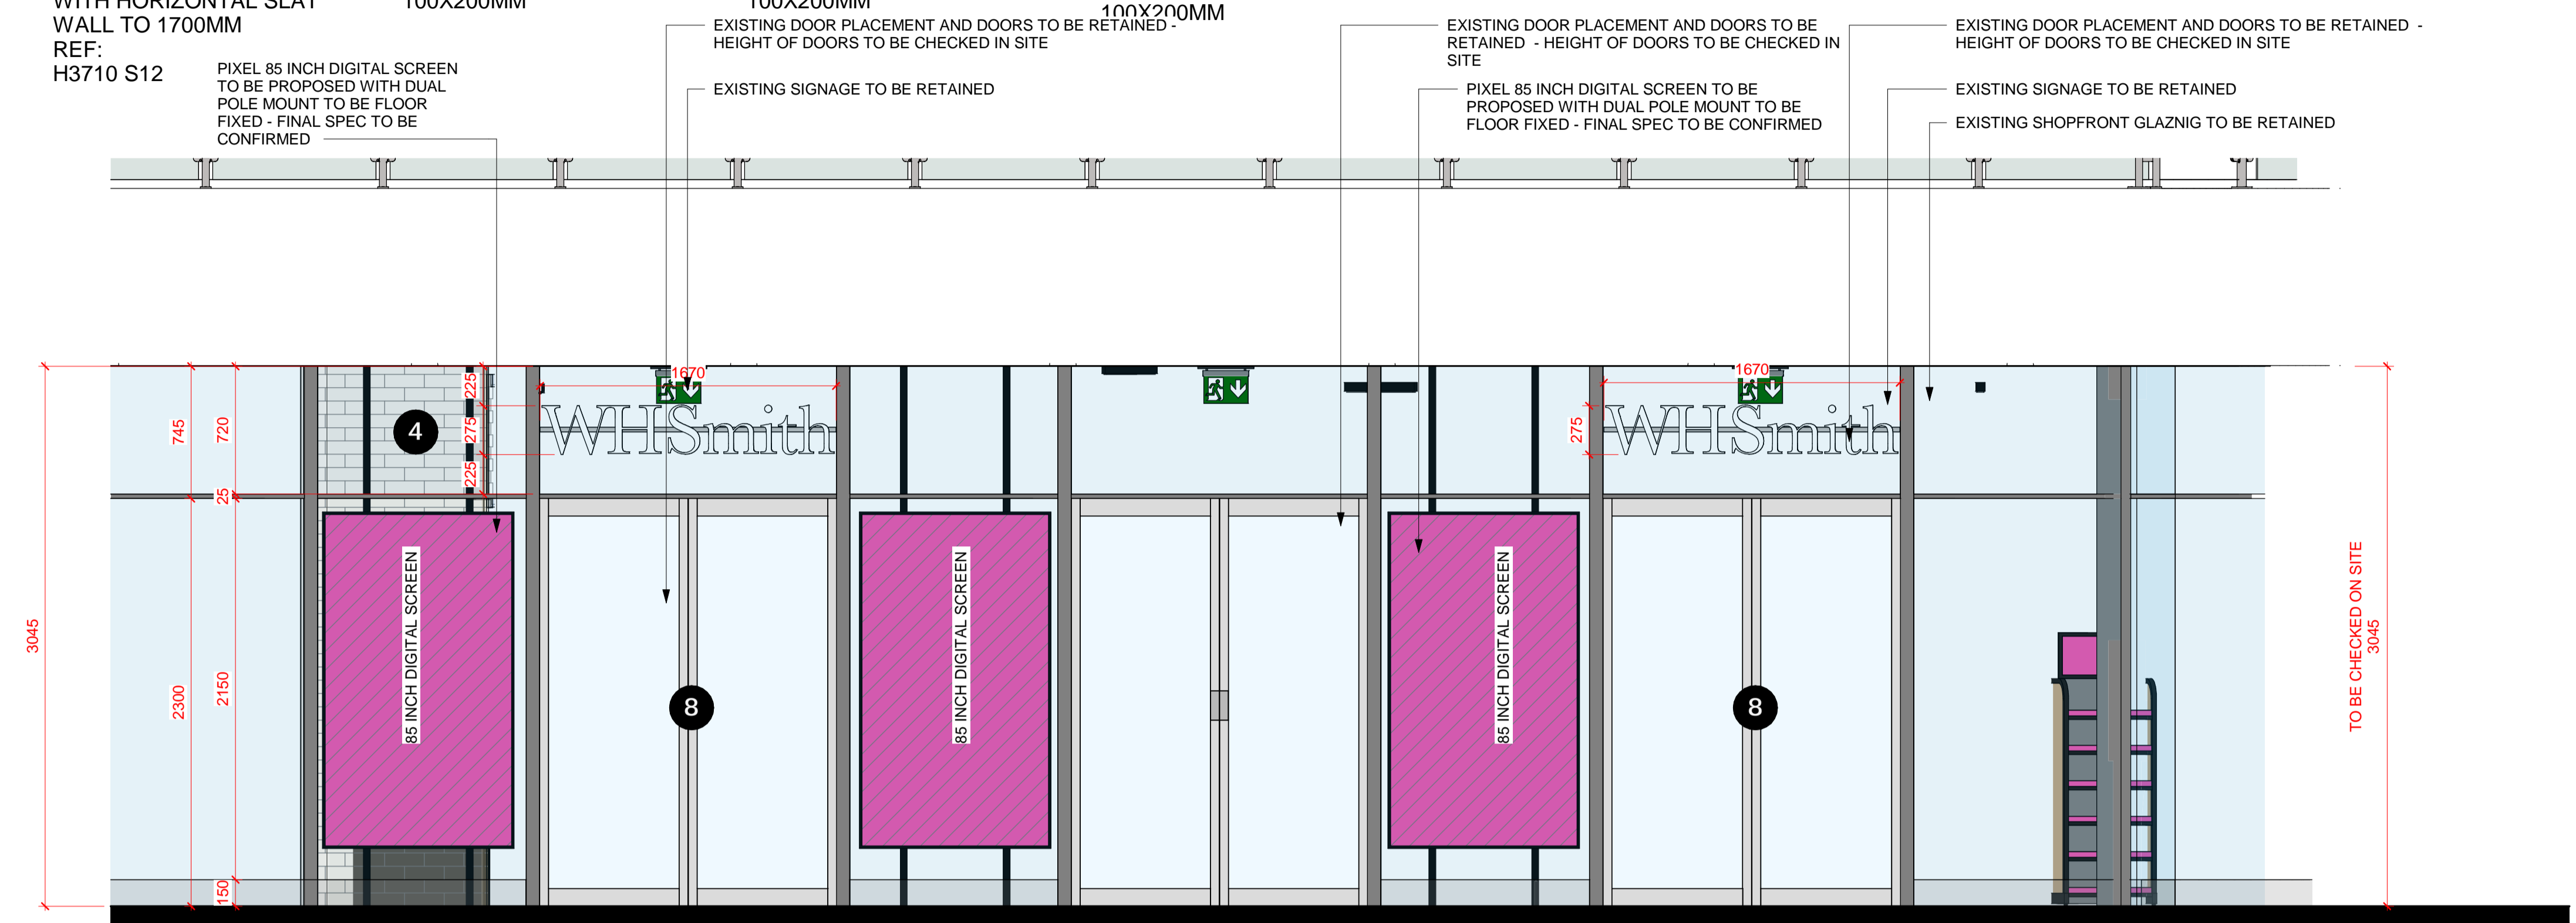 WITH HORIZONTAL SLAT
WALL TO 1700MM
REF:
H3710 S12
100X200MM
100X200MM
100X200MM
PIXEL 85 INCH DIGITAL SCREEN
TO BE PROPOSED WITH DUAL
POLE MOUNT TO BE FLOOR
FIXED - FINAL SPEC TO BE
CONFIRMED
EXISTING DOOR PLACEMENT AND DOORS TO BE RETAINED -
HEIGHT OF DOORS TO BE CHECKED IN SITE
EXISTING SIGNAGE TO BE RETAINED
EXISTING DOOR PLACEMENT AND DOORS TO BE
RETAINED - HEIGHT OF DOORS TO BE CHECKED IN
SITE
PIXEL 85 INCH DIGITAL SCREEN TO BE
PROPOSED WITH DUAL POLE MOUNT TO BE
FLOOR FIXED - FINAL SPEC TO BE CONFIRMED
EXISTING DOOR PLACEMENT AND DOORS TO BE RETAINED -
HEIGHT OF DOORS TO BE CHECKED IN SITE
EXISTING SIGNAGE TO BE RETAINED
EXISTING SHOPFRONT GLAZNIG TO BE RETAINED
3045
745
2300
720
25
2150
150
225
275
225
4
1670
WHSmith
8
85 INCH DIGITAL SCREEN
85 INCH DIGITAL SCREEN
85 INCH DIGITAL SCREEN
275
1670
WHSmith
8
TO BE CHECKED ON SITE
3045